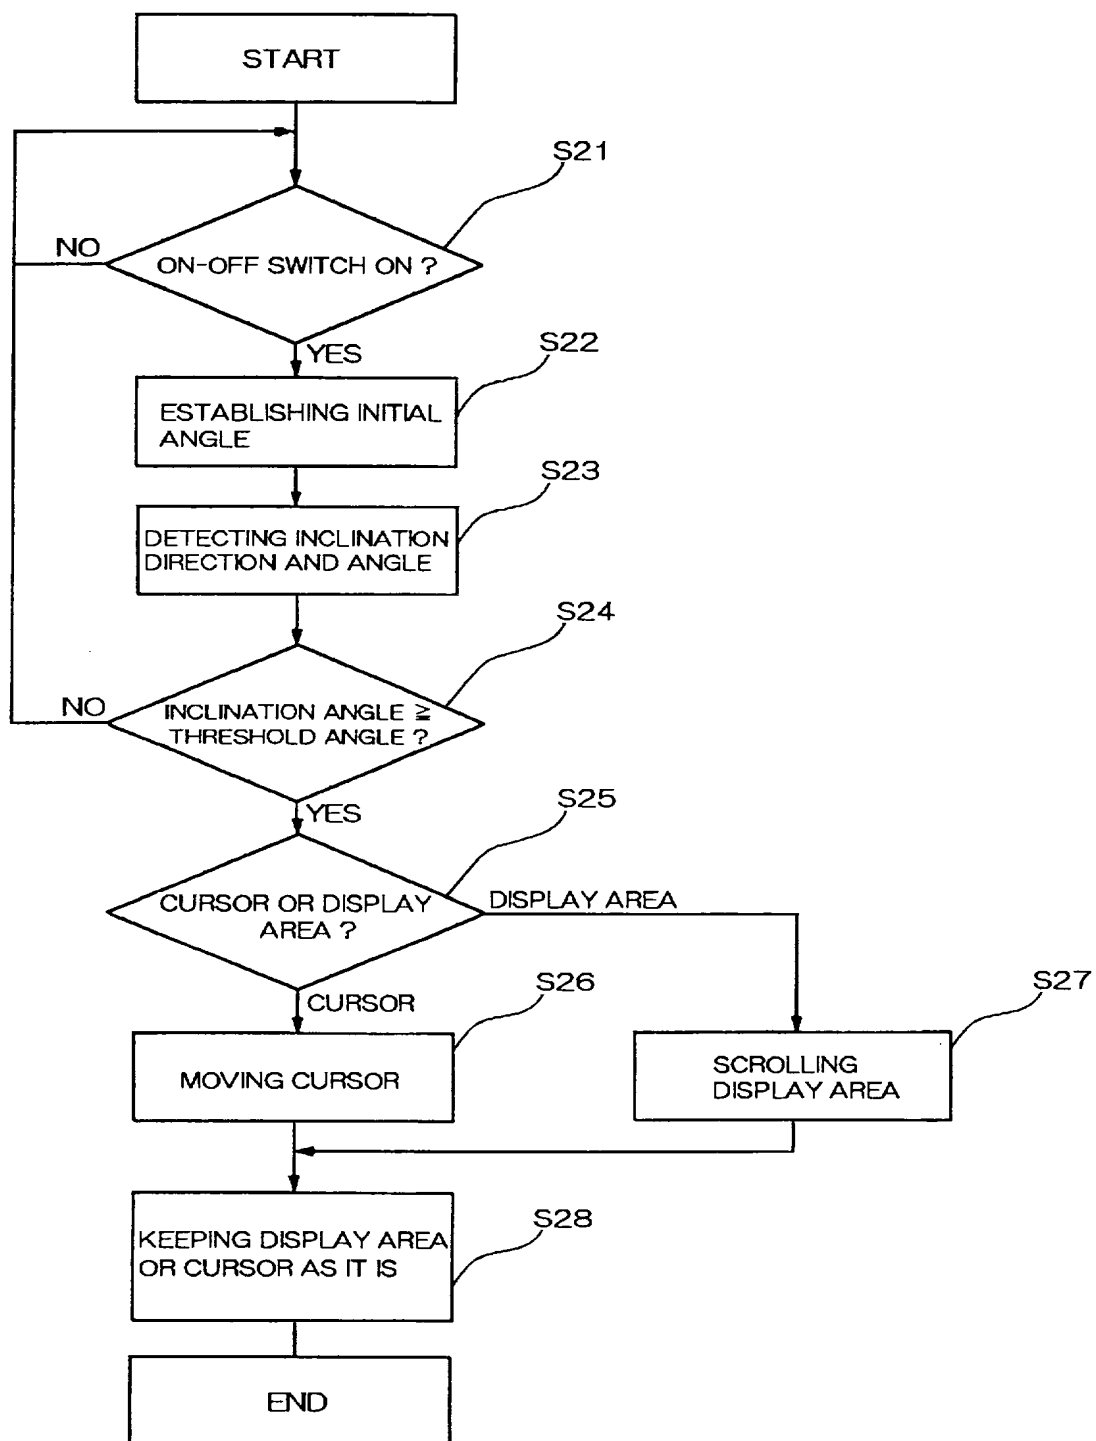 START
S21
NO
ON-OFF SWITCH ON ?
YES
S22
ESTABLISHING INITIAL
ANGLE
S23
DETECTING INCLINATION
DIRECTION AND ANGLE
S24
NO
INCLINATION ANGLE ≧
THRESHOLD ANGLE ?
YES
S25
CURSOR OR DISPLAY
AREA ?
DISPLAY AREA
CURSOR
S26
S27
MOVING CURSOR
SCROLLING
DISPLAY AREA
S28
KEEPING DISPLAY AREA
OR CURSOR AS IT IS
END